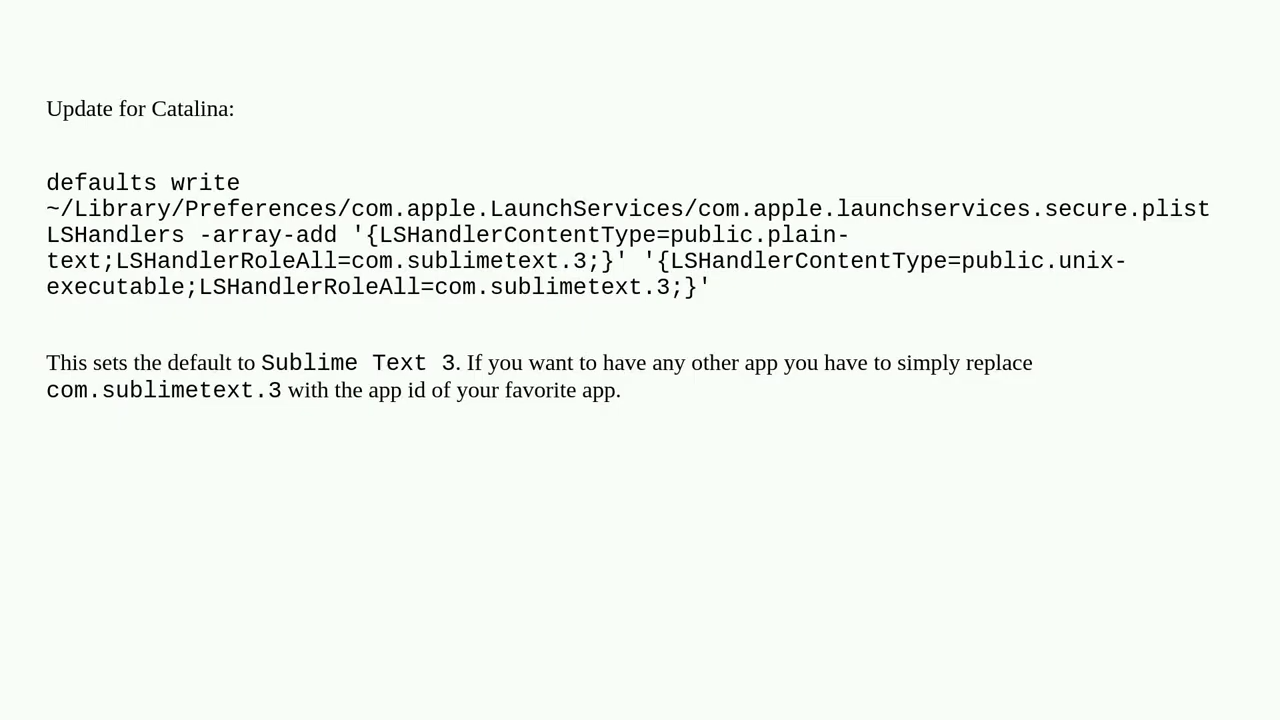 Update for Catalina:
defaults write
~/Library/Preferences/com.apple.LaunchServices/com.apple.launchservices.secure.plist
LSHandlers -array-add '{LSHandlerContentType=public.plain-
text;LSHandlerRoleAll=com.sublimetext.3;}' '{LSHandlerContentType=public.unix-
executable;LSHandlerRoleAll=com.sublimetext.3;}'
This sets the default to Sublime Text 3. If you want to have any other app you have to simply replace
com.sublimetext.3 with the app id of your favorite app.